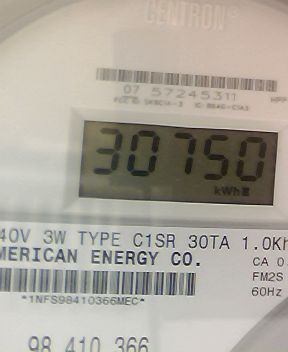 CENTRON®
07 57245311
30750
kWh
40V 3W TYPE C1SR 30TA 1.0Kh
MERICAN ENERGY CO.
CA 0.
FM2S
60Hz
*1NFS98410366MEC*
98 410 366